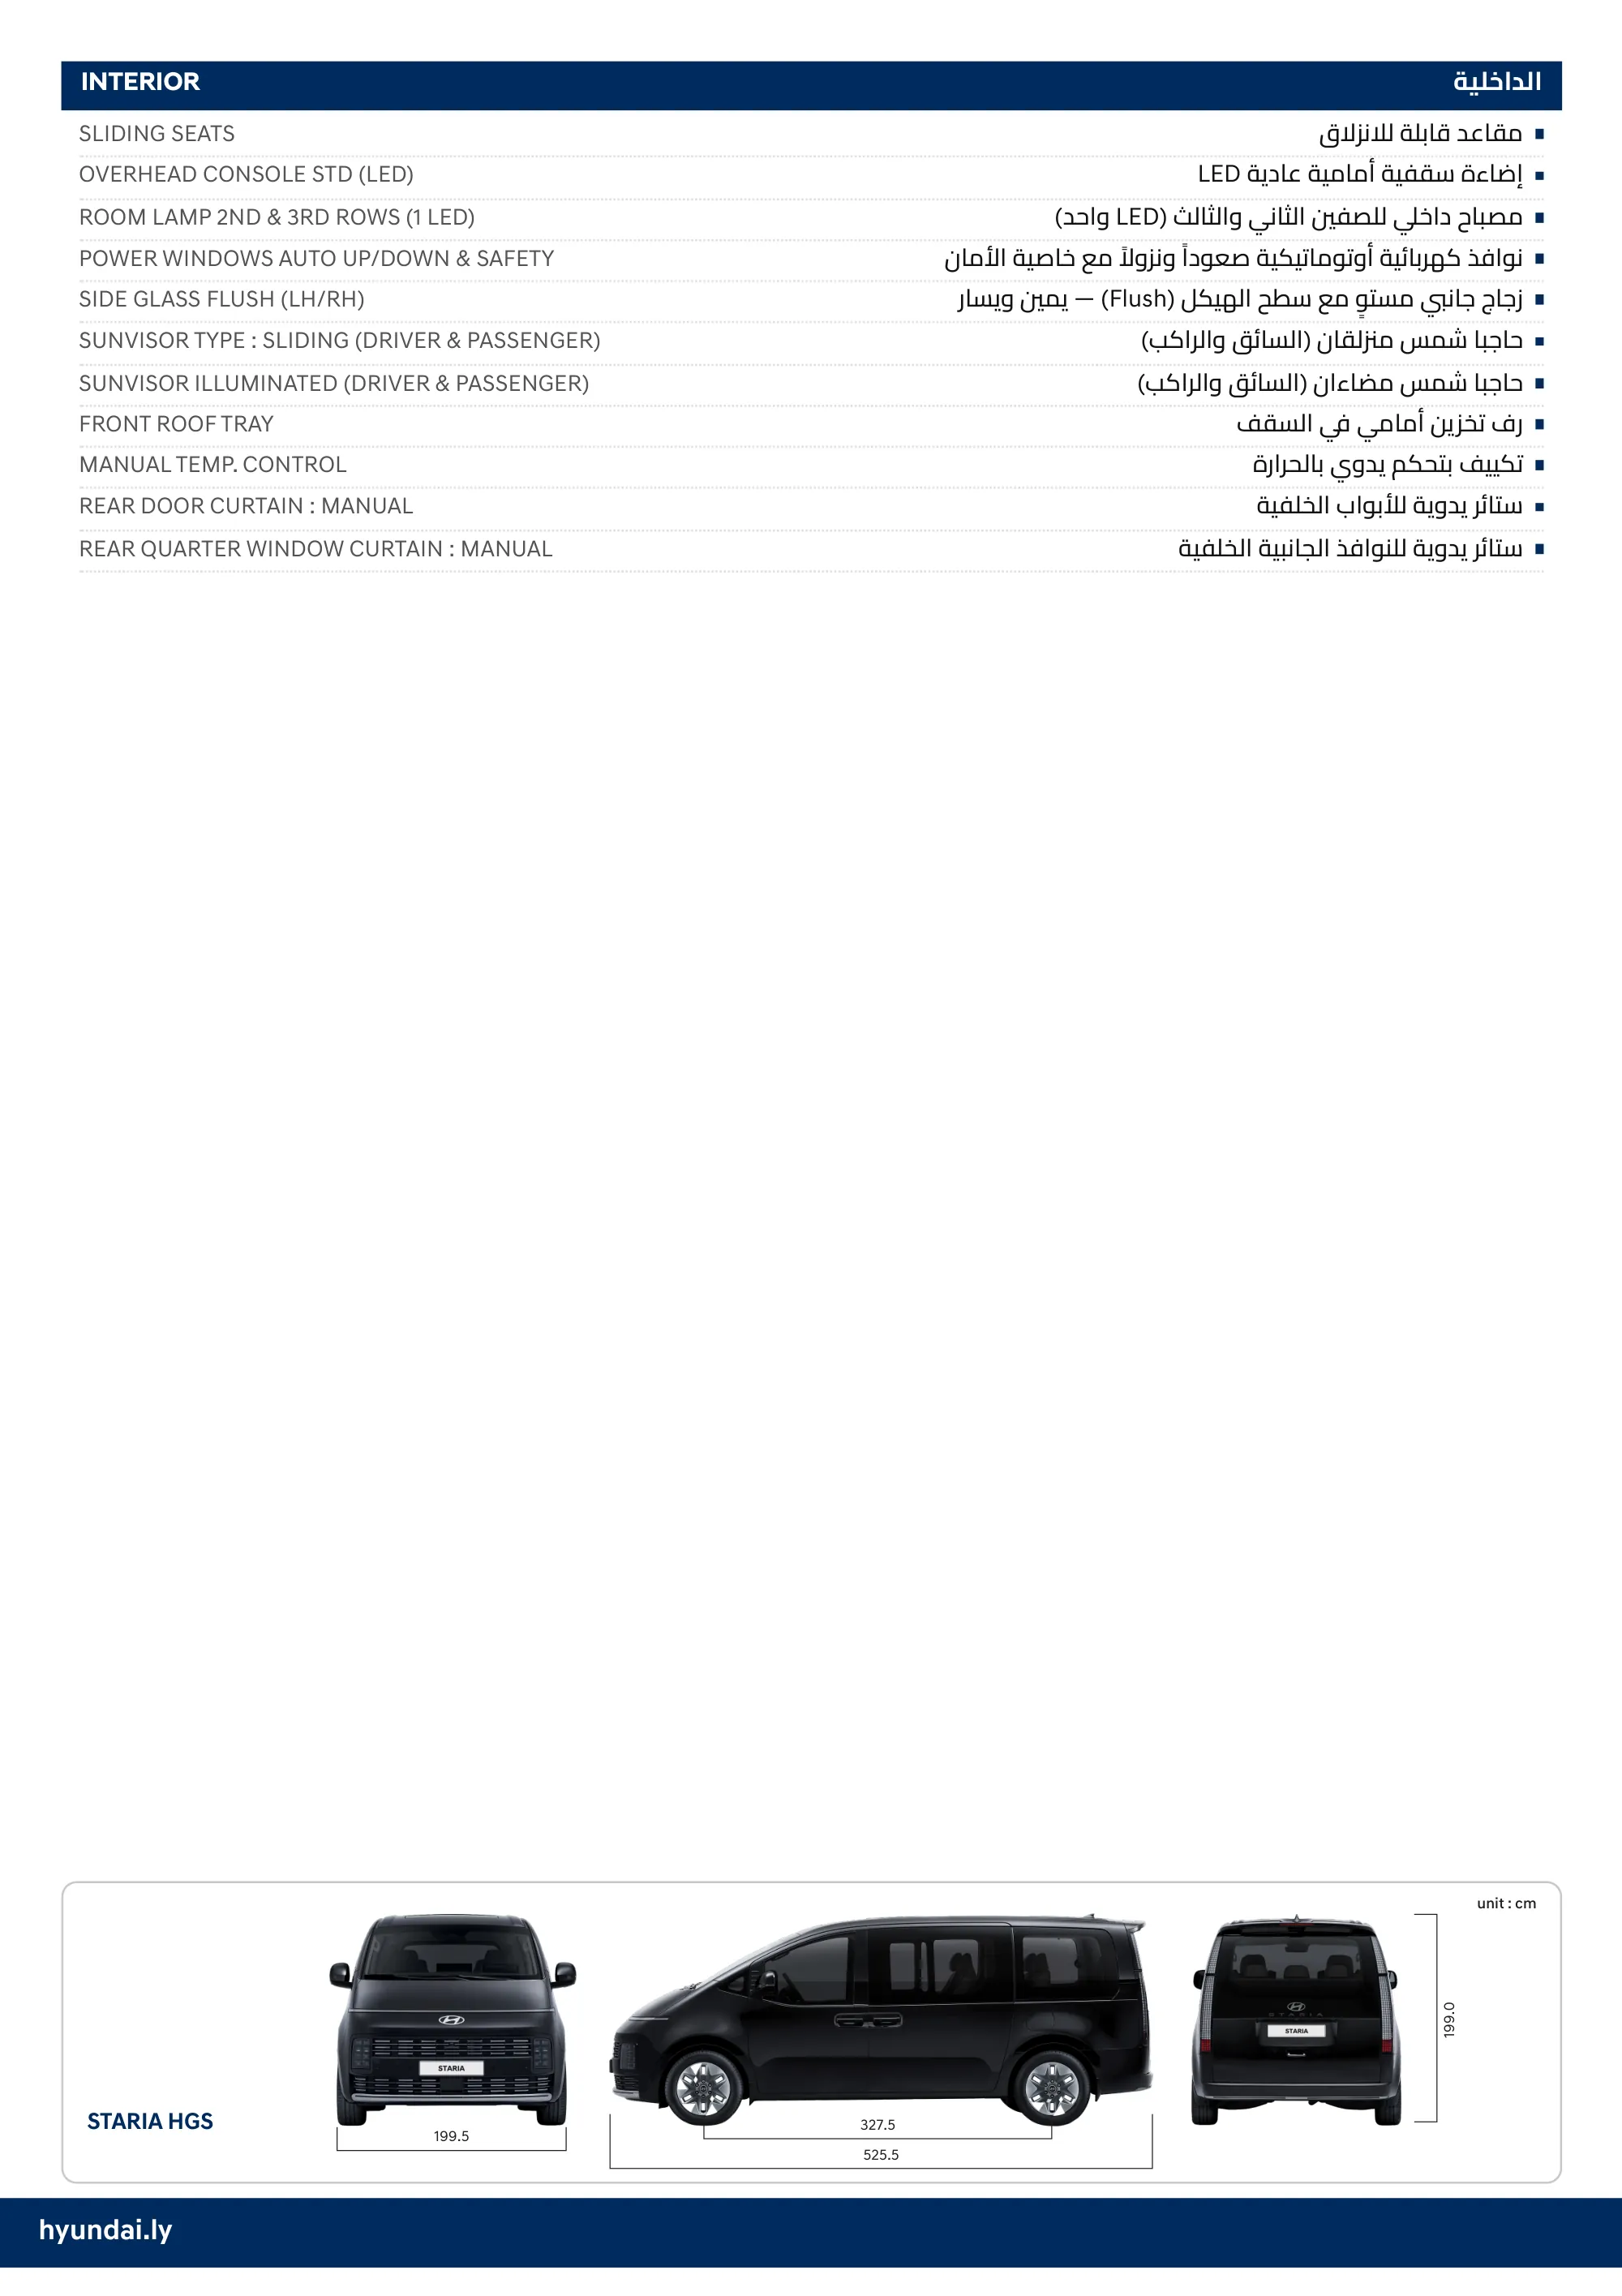 INTERIOR الداخلية
SLIDING SEATS مقاعد قابلة للانزلاق
OVERHEAD CONSOLE STD (LED) إضاءة سقفية أمامية عادية LED
ROOM LAMP 2ND & 3RD ROWS (1 LED) مصباح داخلي للصفين الثاني والثالث (LED واحد)
POWER WINDOWS AUTO UP/DOWN & SAFETY نوافذ كهربائية أوتوماتيكية صعوداً ونزولاً مع خاصية الأمان
SIDE GLASS FLUSH (LH/RH) زجاج جانبي مستوٍ مع سطح الهيكل (Flush) — يمين ويسار
SUNVISOR TYPE : SLIDING (DRIVER & PASSENGER) حاجبا شمس منزلقان (السائق والراكب)
SUNVISOR ILLUMINATED (DRIVER & PASSENGER) حاجبا شمس مضاءان (السائق والراكب)
FRONT ROOF TRAY رف تخزين أمامي في السقف
MANUAL TEMP. CONTROL تكييف بتحكم يدوي بالحرارة
REAR DOOR CURTAIN : MANUAL ستائر يدوية للأبواب الخلفية
REAR QUARTER WINDOW CURTAIN : MANUAL ستائر يدوية للنوافذ الجانبية الخلفية
unit : cm
STARIA
STARIA
STARIA
199.0
STARIA HGS
199.5
327.5
525.5
hyundai.ly